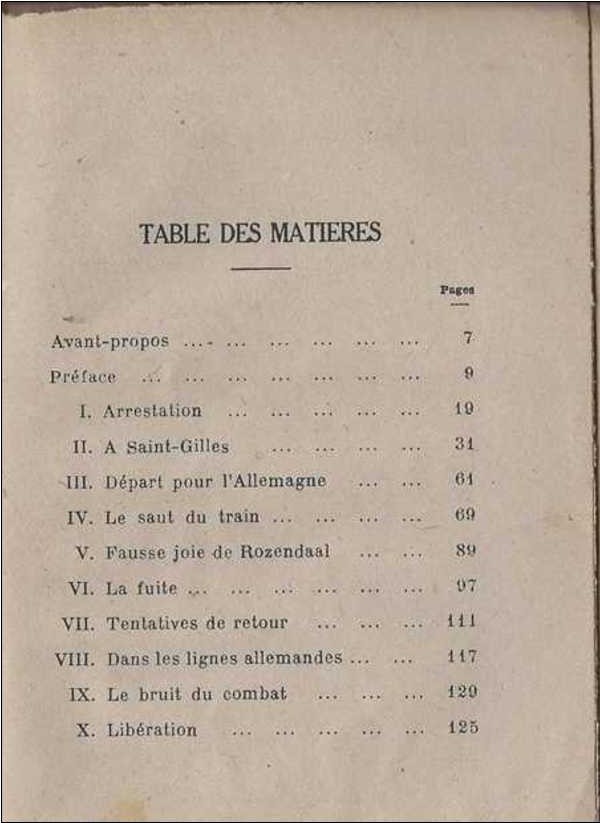 TABLE DES MATIERES
Pages
Avant-propos ... ... ... ... ... ... 7
Préface ... ... ... ... ... ... ... 9
I. Arrestation ... ... ... ... ... 19
II. A Saint-Gilles ... ... ... ... 31
III. Départ pour l'Allemagne ... ... 61
IV. Le saut du train ... ... ... ... 69
V. Fausse joie de Rozendaal ... ... 89
VI. La fuite ... ... ... ... ... ... 97
VII. Tentatives de retour ... ... ... 111
VIII. Dans les lignes allemandes ... ... 117
IX. Le bruit du combat ... ... ... 129
X. Libération ... ... ... ... ... 125